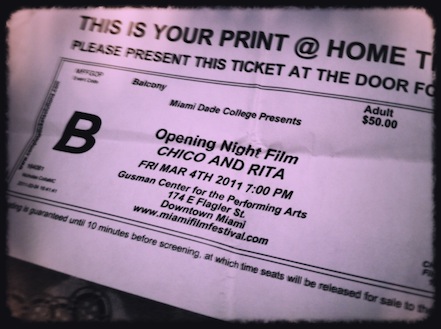 THIS IS YOUR PRINT @ HOME
PLEASE PRESENT THIS TICKET AT THE DOOR
Balcony
Adult
$50.00
Miami Dade College Presents
B
Opening Night Film
CHICO AND RITA
FRI MAR 4TH 2011 7:00 PM
Gusman Center for the Performing Arts
174 E Flagler St.
Downtown Miami
www.miamifilmfestival.com
is guaranteed until 10 minutes before screening, at which time seats will be released for sale to